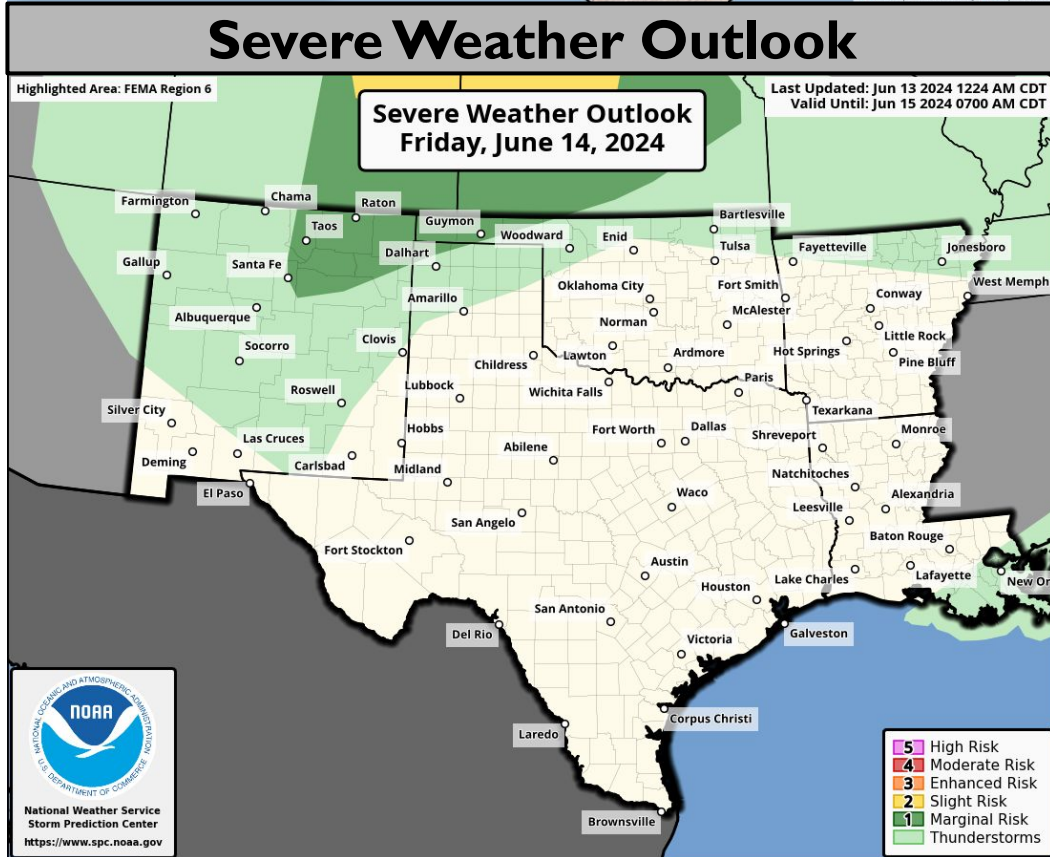 Severe Weather Outlook
Highlighted Area: FEMA Region 6
Last Updated: Jun 13 2024 1224 AM CDT
Valid Until: Jun 15 2024 0700 AM CDT
Severe Weather Outlook
Friday, June 14, 2024
Farmington
Chama
Raton
Taos
Guymon
Woodward
Enid
Bartlesville
Tulsa
Fayetteville
Jonesboro
Gallup
Santa Fe
Dalhart
Amarillo
Oklahoma City
Fort Smith
West Memph
Albuquerque
Norman
McAlester
Conway
Little Rock
Socorro
Clovis
Childress
Lawton
Ardmore
Hot Springs
Pine Bluff
Roswell
Lubbock
Wichita Falls
Paris
Texarkana
Silver City
Las Cruces
Hobbs
Abilene
Fort Worth
Dallas
Shreveport
Monroe
Deming
Carlsbad
Midland
Natchitoches
El Paso
San Angelo
Waco
Leesville
Alexandria
Fort Stockton
Baton Rouge
Austin
Houston
Lake Charles
Lafayette
New Or
Del Rio
San Antonio
Galveston
Victoria
Corpus Christi
Laredo
Brownsville
NATIONAL OCEANIC AND ATMOSPHERIC ADMINISTRATION
NOAA
U.S. DEPARTMENT OF COMMERCE
National Weather Service
Storm Prediction Center
https://www.spc.noaa.gov
5 High Risk
4 Moderate Risk
3 Enhanced Risk
2 Slight Risk
1 Marginal Risk
Thunderstorms